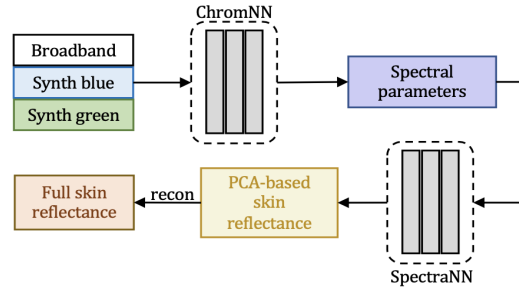 ChromNN
Broadband
Synth blue
Synth green
Spectral
parameters
Full skin
reflectance
recon
PCA-based
skin
reflectance
SpectraNN